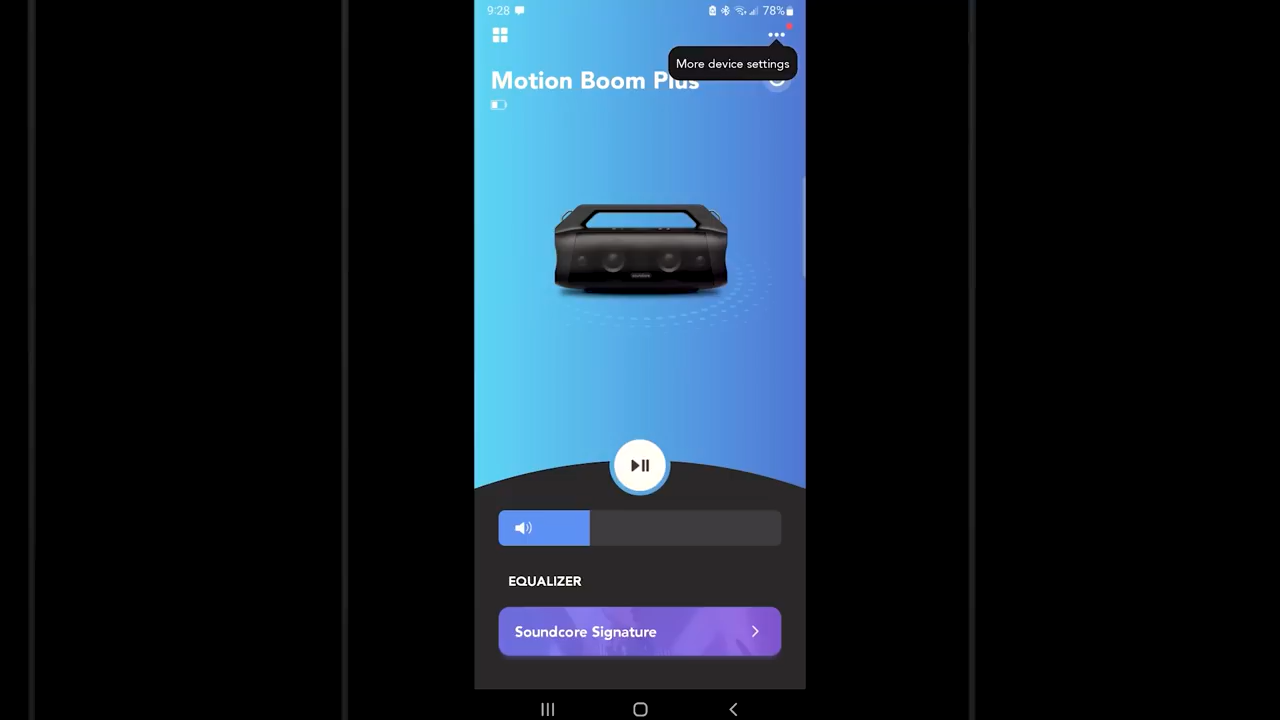 9:28
78%
More device settings
Motion Boom Plus
EQUALIZER
Soundcore Signature